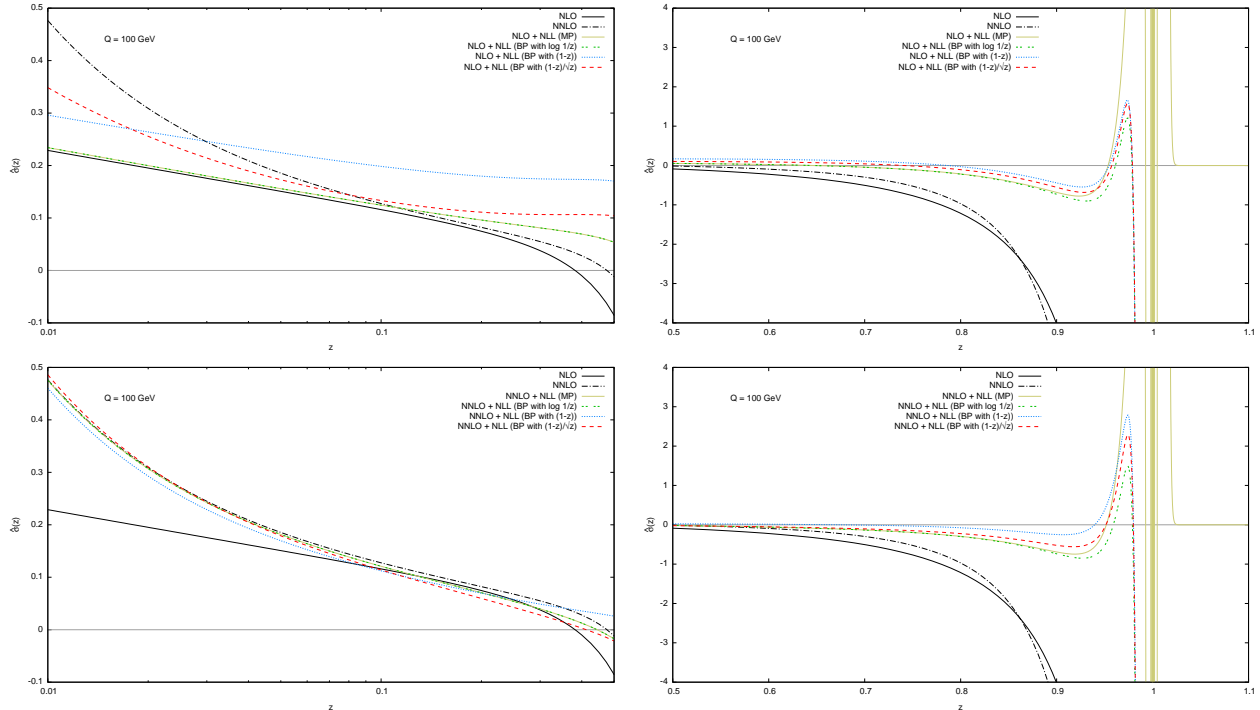 0.5
0.4
0.3
0.2
0.1
0
-0.1
0.01
0.1
σ̂(z)
z
Q = 100 GeV
NLO
NNLO
NLO + NLL (MP)
NLO + NLL (BP with log 1/z)
NLO + NLL (BP with (1-z))
NLO + NLL (BP with (1-z)/√z)
4
3
2
1
0
-1
-2
-3
-4
0.5
0.6
0.7
0.8
0.9
1
1.1
σ̂(z)
z
Q = 100 GeV
NLO
NNLO
NLO + NLL (MP)
NLO + NLL (BP with log 1/z)
NLO + NLL (BP with (1-z))
NLO + NLL (BP with (1-z)/√z)
0.5
0.4
0.3
0.2
0.1
0
-0.1
0.01
0.1
σ̂(z)
z
Q = 100 GeV
NLO
NNLO
NNLO + NLL (MP)
NNLO + NLL (BP with log 1/z)
NNLO + NLL (BP with (1-z))
NNLO + NLL (BP with (1-z)/√z)
4
3
2
1
0
-1
-2
-3
-4
0.5
0.6
0.7
0.8
0.9
1
1.1
σ̂(z)
z
Q = 100 GeV
NLO
NNLO
NNLO + NLL (MP)
NNLO + NLL (BP with log 1/z)
NNLO + NLL (BP with (1-z))
NNLO + NLL (BP with (1-z)/√z)